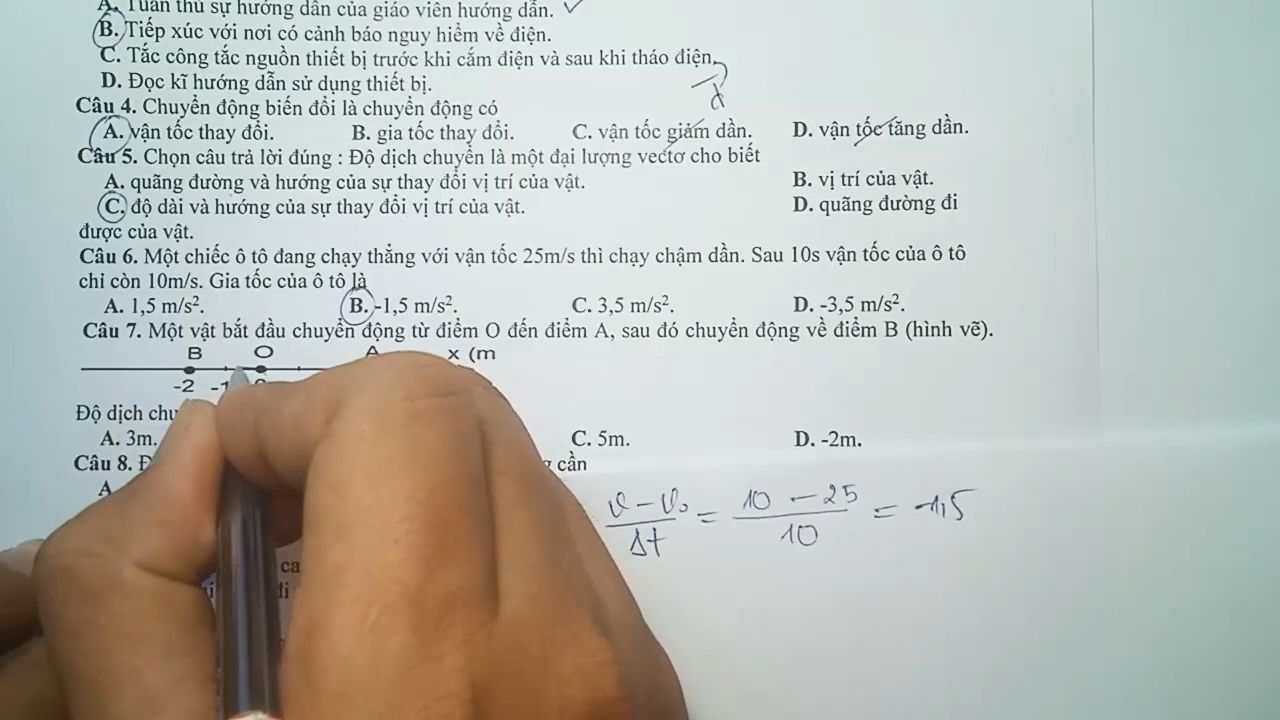 A. Tuân thủ sự hướng dẫn của giáo viên hướng dẫn.
B. Tiếp xúc với nơi có cảnh báo nguy hiểm về điện.
C. Tắc công tắc nguồn thiết bị trước khi cắm điện và sau khi tháo điện.
D. Đọc kĩ hướng dẫn sử dụng thiết bị.
Câu 4. Chuyển động biến đổi là chuyển động có
A. vận tốc thay đổi. B. gia tốc thay đổi. C. vận tốc giảm dần. D. vận tốc tăng dần.
Câu 5. Chọn câu trả lời đúng : Độ dịch chuyển là một đại lượng vectơ cho biết
A. quãng đường và hướng của sự thay đổi vị trí của vật. B. vị trí của vật.
C. độ dài và hướng của sự thay đổi vị trí của vật. D. quãng đường đi
được của vật.
Câu 6. Một chiếc ô tô đang chạy thẳng với vận tốc 25m/s thì chạy chậm dần. Sau 10s vận tốc của ô tô
chỉ còn 10m/s. Gia tốc của ô tô là
A. 1,5 m/s². B. -1,5 m/s². C. 3,5 m/s². D. -3,5 m/s².
Câu 7. Một vật bắt đầu chuyển động từ điểm O đến điểm A, sau đó chuyển động về điểm B (hình vẽ).
B O A x (m
-2 -1
Độ dịch chu
A. 3m. C. 5m. D. -2m.
Câu 8. cần
A
v - v₀ / Δt = 10 - 25 / 10 = -1,5